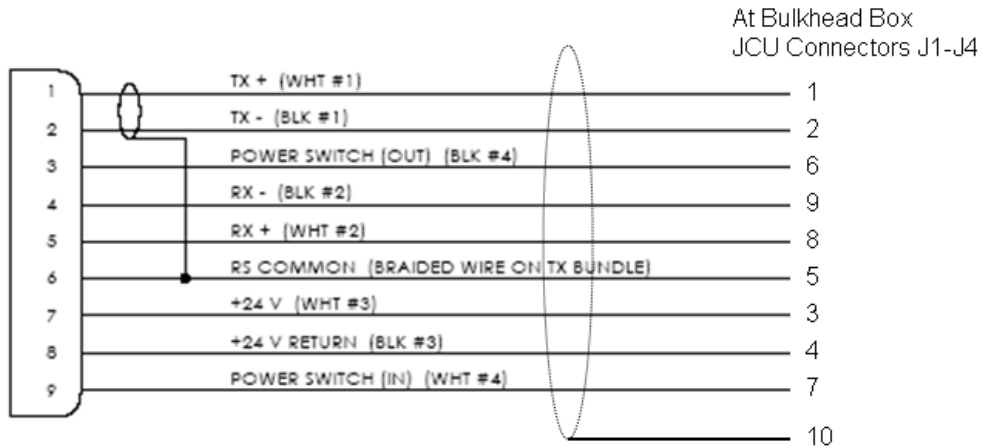 At Bulkhead Box
JCU Connectors J1-J4
1 TX + (WHT #1) 1
2 TX - (BLK #1) 2
3 POWER SWITCH (OUT) (BLK #4) 6
4 RX - (BLK #2) 9
5 RX + (WHT #2) 8
6 RS COMMON (BRAIDED WIRE ON TX BUNDLE) 5
7 +24 V (WHT #3) 3
8 +24 V RETURN (BLK #3) 4
9 POWER SWITCH (IN) (WHT #4) 7
10